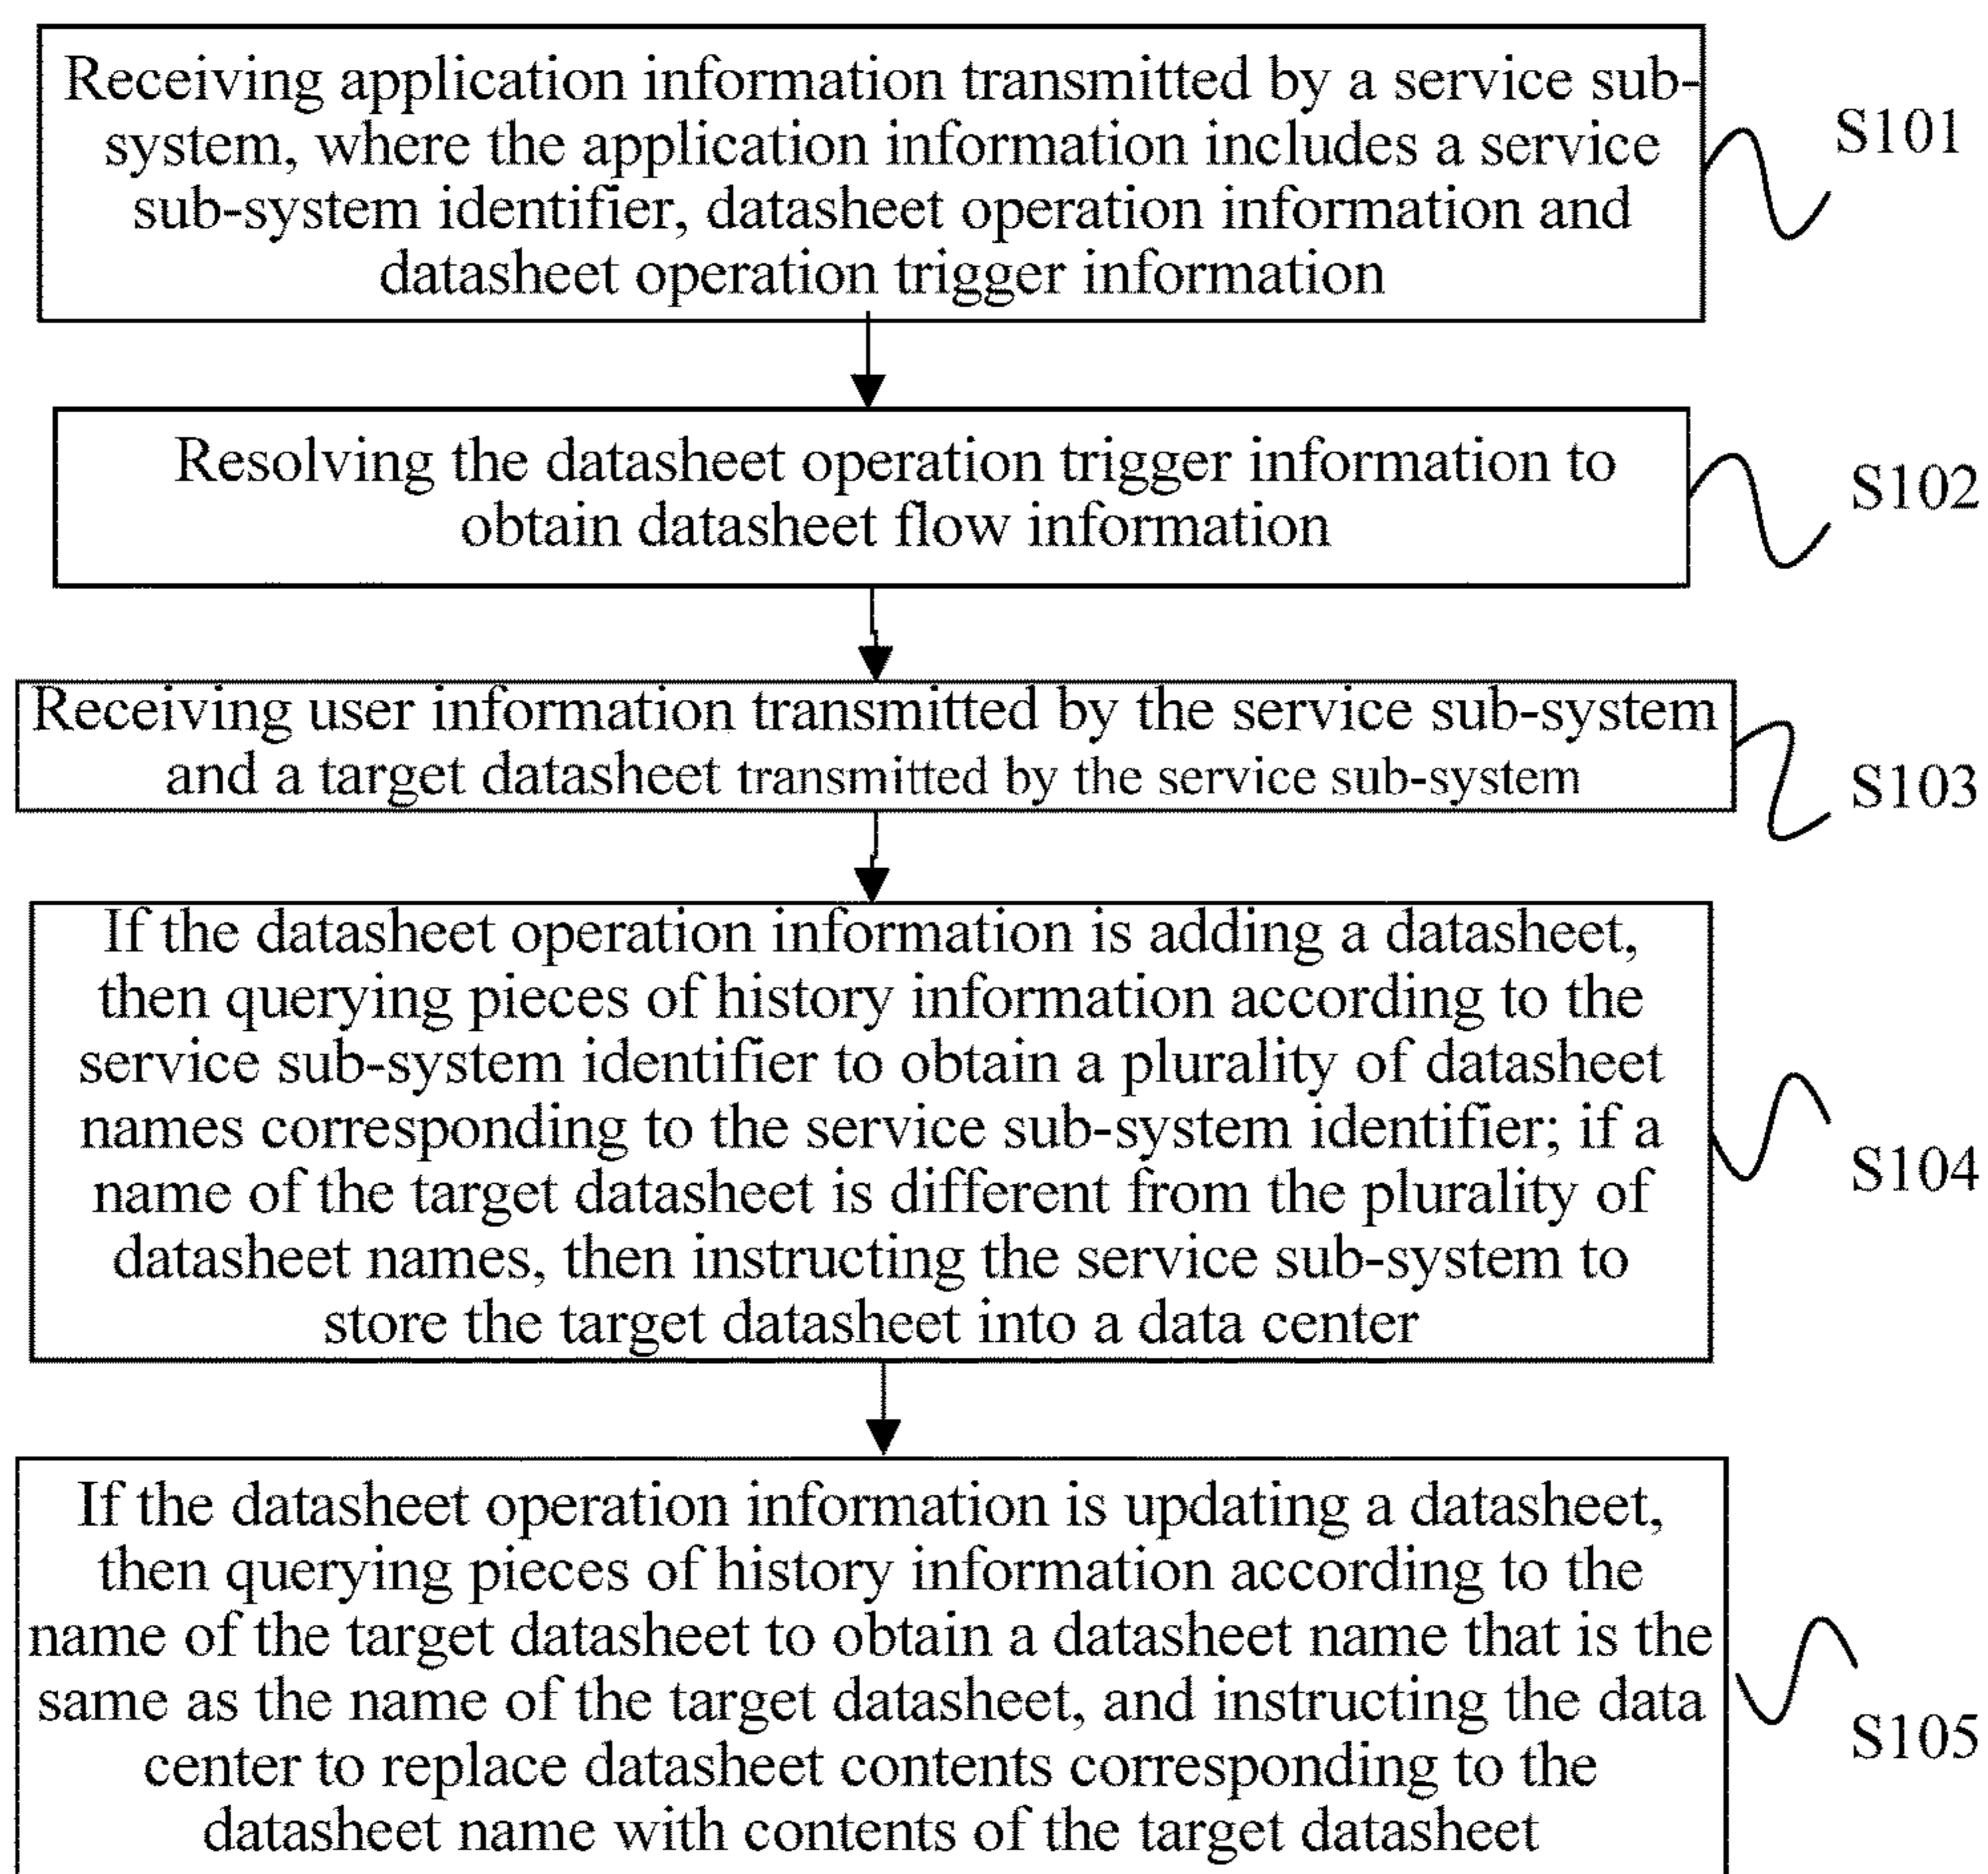 Receiving application information transmitted by a service sub-
system, where the application information includes a service
sub-system identifier, datasheet operation information and
datasheet operation trigger information
S101
Resolving the datasheet operation trigger information to
obtain datasheet flow information
S102
Receiving user information transmitted by the service sub-system
and a target datasheet transmitted by the service sub-system
S103
If the datasheet operation information is adding a datasheet,
then querying pieces of history information according to the
service sub-system identifier to obtain a plurality of datasheet
names corresponding to the service sub-system identifier; if a
name of the target datasheet is different from the plurality of
datasheet names, then instructing the service sub-system to
store the target datasheet into a data center
S104
If the datasheet operation information is updating a datasheet,
then querying pieces of history information according to the
name of the target datasheet to obtain a datasheet name that is the
same as the name of the target datasheet, and instructing the data
center to replace datasheet contents corresponding to the
datasheet name with contents of the target datasheet
S105